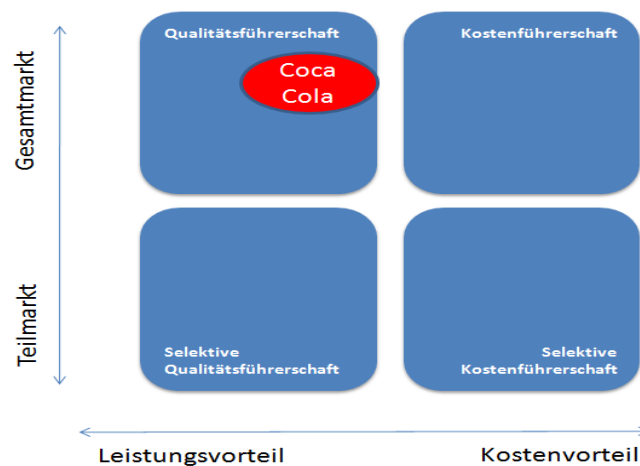 Qualitätsführerschaft
Kostenführerschaft
Coca
Cola
Gesamtmarkt
Teilmarkt
Selektive
Qualitätsführerschaft
Selektive
Kostenführerschaft
Leistungsvorteil
Kostenvorteil